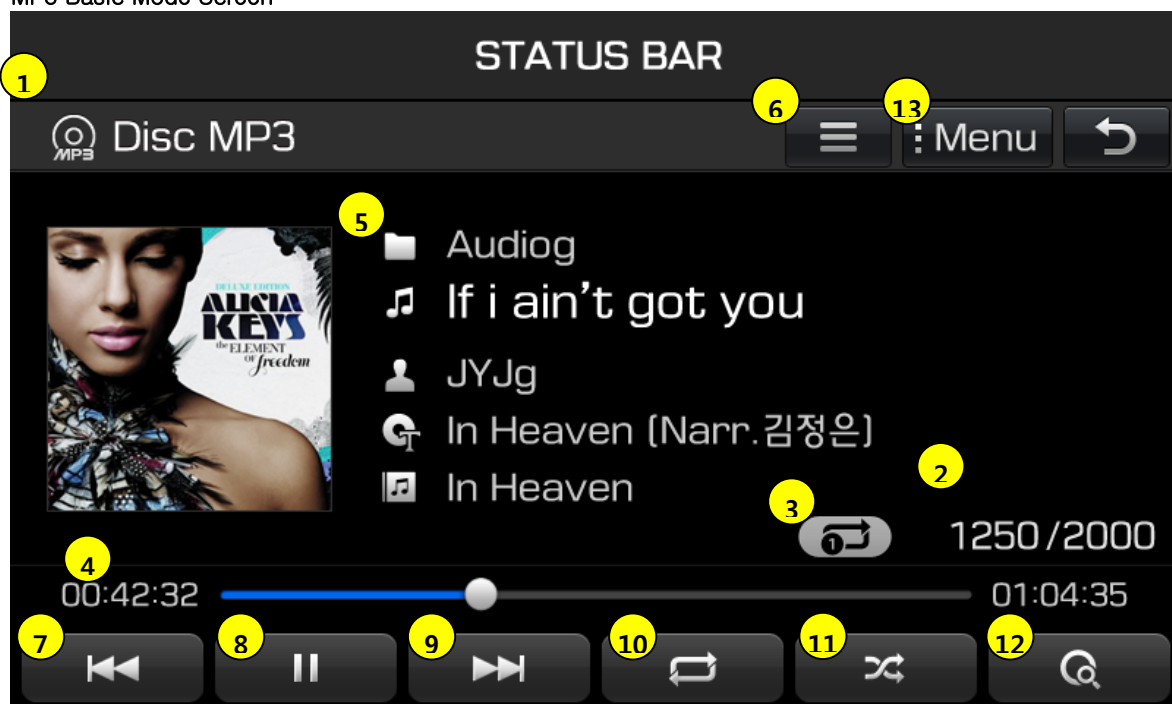 MP3 Basic Mode Screen
STATUS BAR
1
6
13
MP3
Disc MP3
Menu
5
Audiog
If i ain't got you
JYJg
In Heaven (Narr.김정은)
In Heaven
DELUXE EDITION
ALICIA
KEYS
the ELEMENT
OF freedom
2
3
1
1250/2000
4
00:42:32
01:04:35
7
8
9
10
11
12